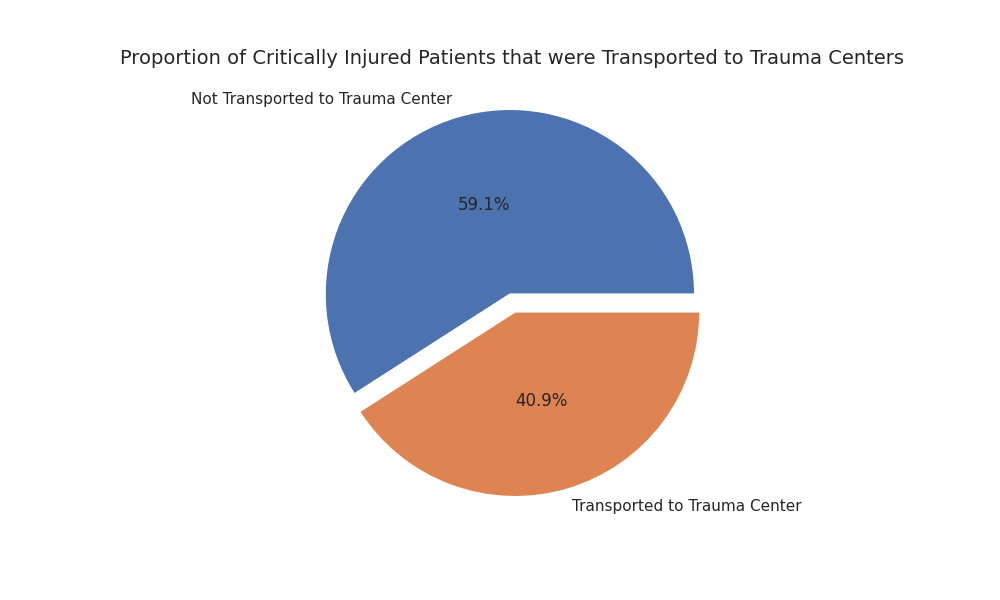 Proportion of Critically Injured Patients that were Transported to Trauma Centers
Not Transported to Trauma Center
59.1%
40.9%
Transported to Trauma Center